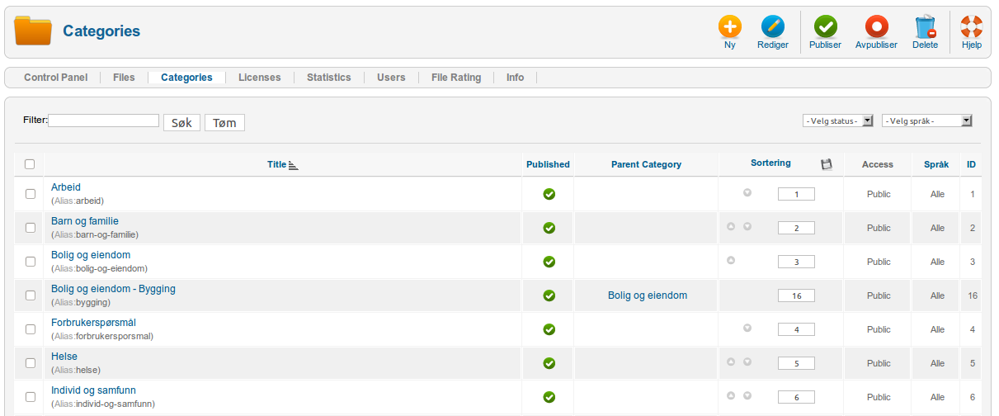 Categories
Ny Rediger Publiser Avpubliser Delete Hjelp
Control Panel Files Categories Licenses Statistics Users File Rating Info
Filter: Søk Tøm - Velg status - - Velg språk -
Title Published Parent Category Sortering Access Språk ID
Arbeid
(Alias:arbeid)
1 Public Alle 1
Barn og familie
(Alias:barn-og-familie)
2 Public Alle 2
Bolig og eiendom
(Alias:bolig-og-eiendom)
3 Public Alle 3
Bolig og eiendom - Bygging
(Alias:bygging)
Bolig og eiendom 16 Public Alle 16
Forbrukerspørsmål
(Alias:forbrukersporsmal)
4 Public Alle 4
Helse
(Alias:helse)
5 Public Alle 5
Individ og samfunn
(Alias:individ-og-samfunn)
6 Public Alle 6